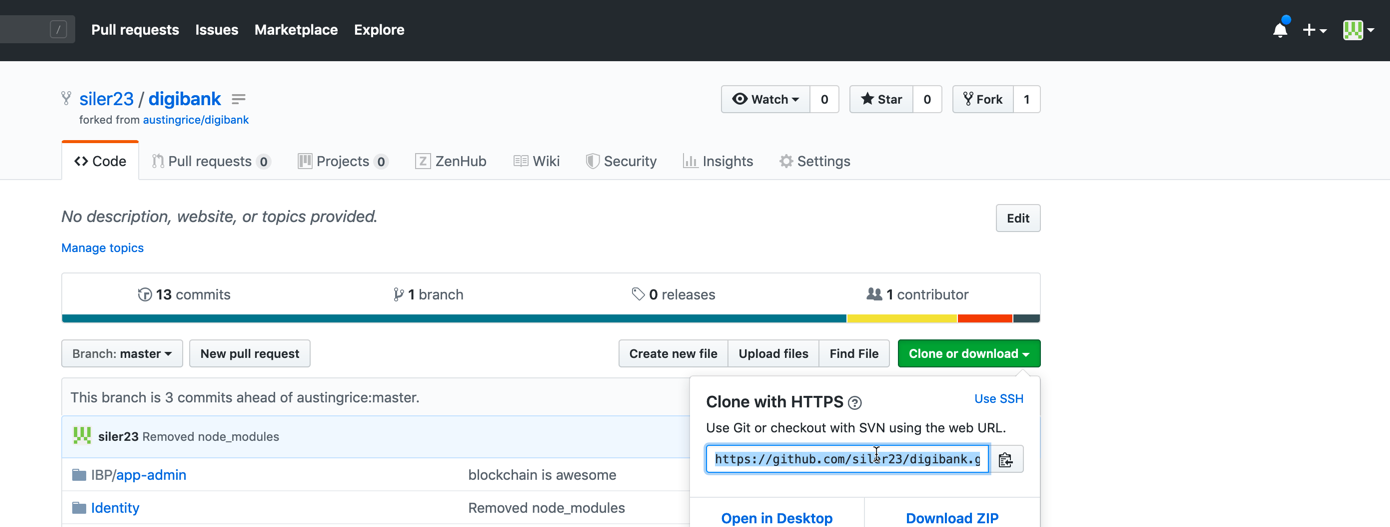 / Pull requests Issues Marketplace Explore
siler23 / digibank
forked from austingrice/digibank
Watch 0 Star 0 Fork 1
Code Pull requests 0 Projects 0 Z ZenHub Wiki Security Insights Settings
No description, website, or topics provided.
Edit
Manage topics
13 commits 1 branch 0 releases 1 contributor
Branch: master New pull request Create new file Upload files Find File Clone or download
This branch is 3 commits ahead of austingrice:master.
Clone with HTTPS ? Use SSH
Use Git or checkout with SVN using the web URL.
siler23 Removed node_modules
https://github.com/siler23/digibank.g
IBP/app-admin blockchain is awesome
Identity Removed node_modules
Open in Desktop Download ZIP